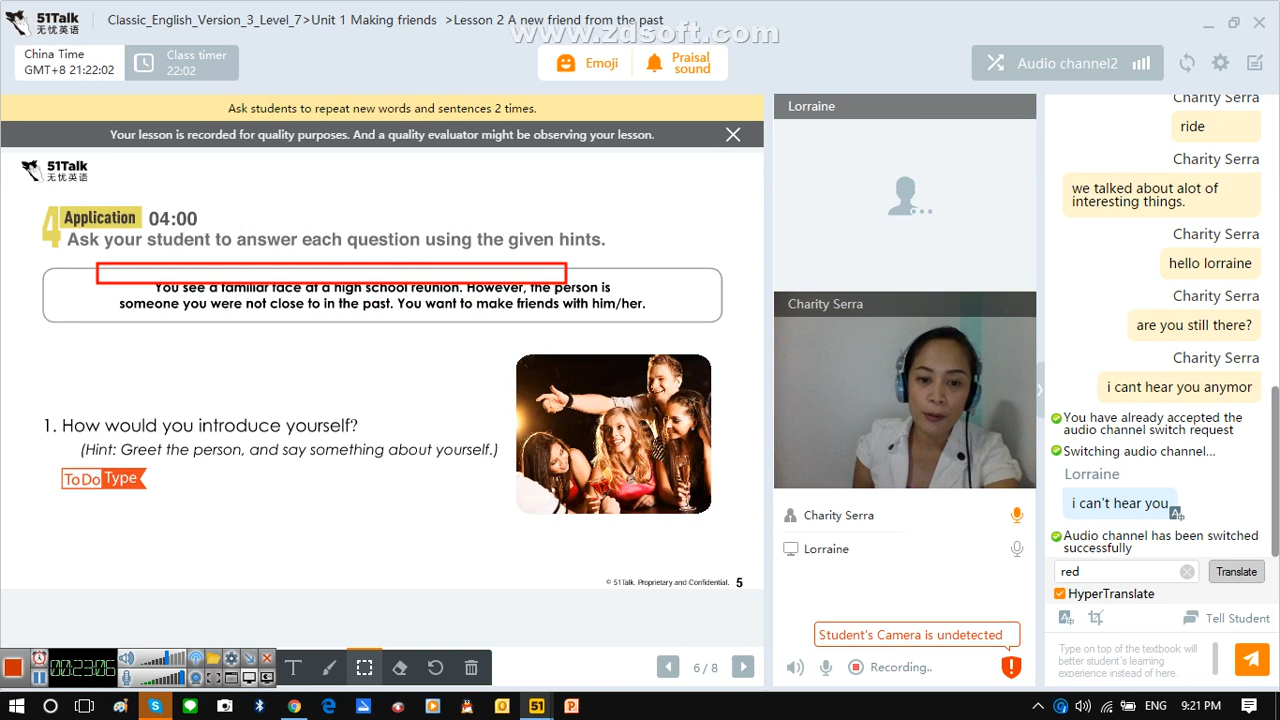 51Talk
无忧英语
Classic_English_Version_3_Level_7>Unit 1 Making friends >Lesson 2 A new friend from the past
www.zdsoft.com
China Time
GMT+8 21:22:02
Class timer
22:02
Emoji
Praisal
sound
Audio channel2
Ask students to repeat new words and sentences 2 times.
Your lesson is recorded for quality purposes. And a quality evaluator might be observing your lesson.
51Talk
无忧英语
4 Application 04:00
Ask your student to answer each question using the given hints.
You see a familiar face at a high school reunion. However, the person is
someone you were not close to in the past. You want to make friends with him/her.
1. How would you introduce yourself?
(Hint: Greet the person, and say something about yourself.)
To Do Type
© 51Talk. Proprietary and Confidential. 5
00:23:06
T
6 / 8
Lorraine
Charity Serra
Charity Serra
Lorraine
Student's Camera is undetected
Recording..
Charity Serra
ride
Charity Serra
we talked about alot of
interesting things.
Charity Serra
hello lorraine
Charity Serra
are you still there?
Charity Serra
i cant hear you anymor
You have already accepted the
audio channel switch request
Switching audio channel...
Lorraine
i can't hear you
Audio channel has been switched
successfully
red
Translate
HyperTranslate
Tell Student
Type on top of the textbook will
better student's learning
experience instead of here.
51
ENG
9:21 PM